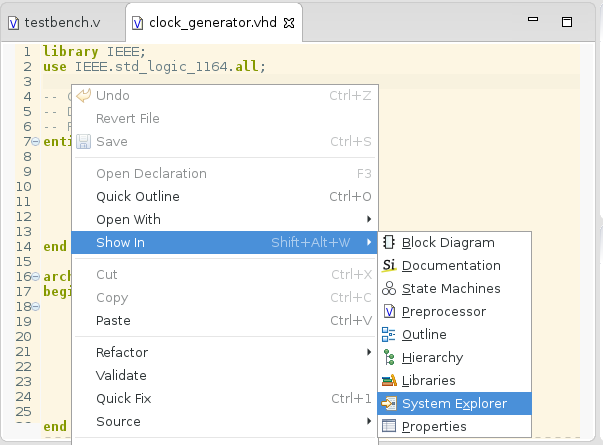 testbench.v clock_generator.vhd
1 library IEEE;
2 use IEEE.std_logic_1164.all;
3
4 --
5 --
6 --
7 enti
8
9
10
11
12
13
14 end
15
16 arch
17 begi
18
19
20
21
22
23
24
25
end
Undo Ctrl+Z
Revert File
Save Ctrl+S
Open Declaration F3
Quick Outline Ctrl+O
Open With
Show In Shift+Alt+W
Cut Ctrl+X
Copy Ctrl+C
Paste Ctrl+V
Refactor
Validate
Quick Fix Ctrl+1
Source
Block Diagram
Si Documentation
State Machines
Preprocessor
Outline
Hierarchy
Libraries
System Explorer
Properties